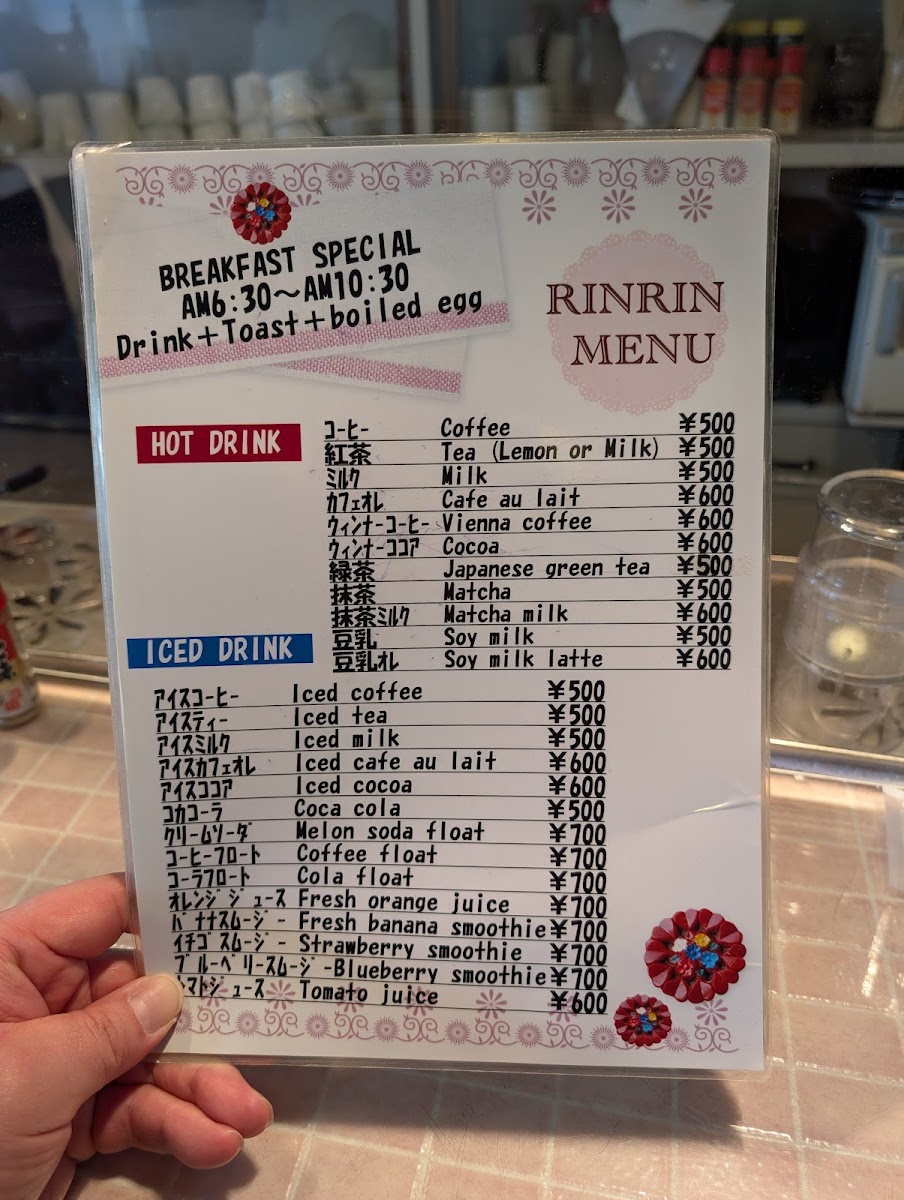 BREAKFAST SPECIAL
AM6:30～AM10:30
Drink+Toast+boiled egg
RINRIN
MENU
HOT DRINK
ｺｰﾋｰ Coffee ¥500
紅茶 Tea (Lemon or Milk) ¥500
ﾐﾙｸ Milk ¥500
ｶﾌｪｵﾚ Cafe au lait ¥600
ｳｨﾝﾅｰｺｰﾋｰ Vienna coffee ¥600
ｳｨﾝﾅｰｺｺｱ Cocoa ¥600
緑茶 Japanese green tea ¥500
抹茶 Matcha ¥500
抹茶ﾐﾙｸ Matcha milk ¥600
豆乳 Soy milk ¥500
豆乳ｵﾚ Soy milk latte ¥600
ICED DRINK
ｱｲｽｺｰﾋｰ Iced coffee ¥500
ｱｲｽﾃｨｰ Iced tea ¥500
ｱｲｽﾐﾙｸ Iced milk ¥500
ｱｲｽｶﾌｪｵﾚ Iced cafe au lait ¥600
ｱｲｽｺｺｱ Iced cocoa ¥600
ｺｶｺｰﾗ Coca cola ¥500
ｸﾘｰﾑｿｰﾀﾞ Melon soda float ¥700
ｺｰﾋｰﾌﾛｰﾄ Coffee float ¥700
ｺｰﾗﾌﾛｰﾄ Cola float ¥700
ｵﾚﾝｼﾞｼﾞｭｰｽ Fresh orange juice ¥700
ﾊﾞﾅﾅｽﾑｰｼﾞｰ Fresh banana smoothie ¥700
ｲﾁｺﾞｽﾑｰｼﾞｰ Strawberry smoothie ¥700
ﾌﾞﾙｰﾍﾞﾘｰｽﾑｰｼﾞｰ Blueberry smoothie ¥700
ﾄﾏﾄｼﾞｭｰｽ Tomato juice ¥600